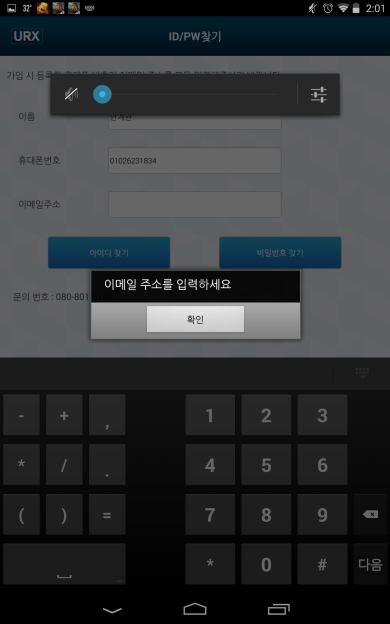 32° 2:01
URX ID/PW찾기
이름
휴대폰번호 01026231834
이메일주소
아이디 찾기 비밀번호 찾기
이메일 주소를 입력하세요
문의 번호 : 080-801
확인
- + , 1 2 3
* / . 4 5 6
( ) = 7 8 9
* 0 # 다음